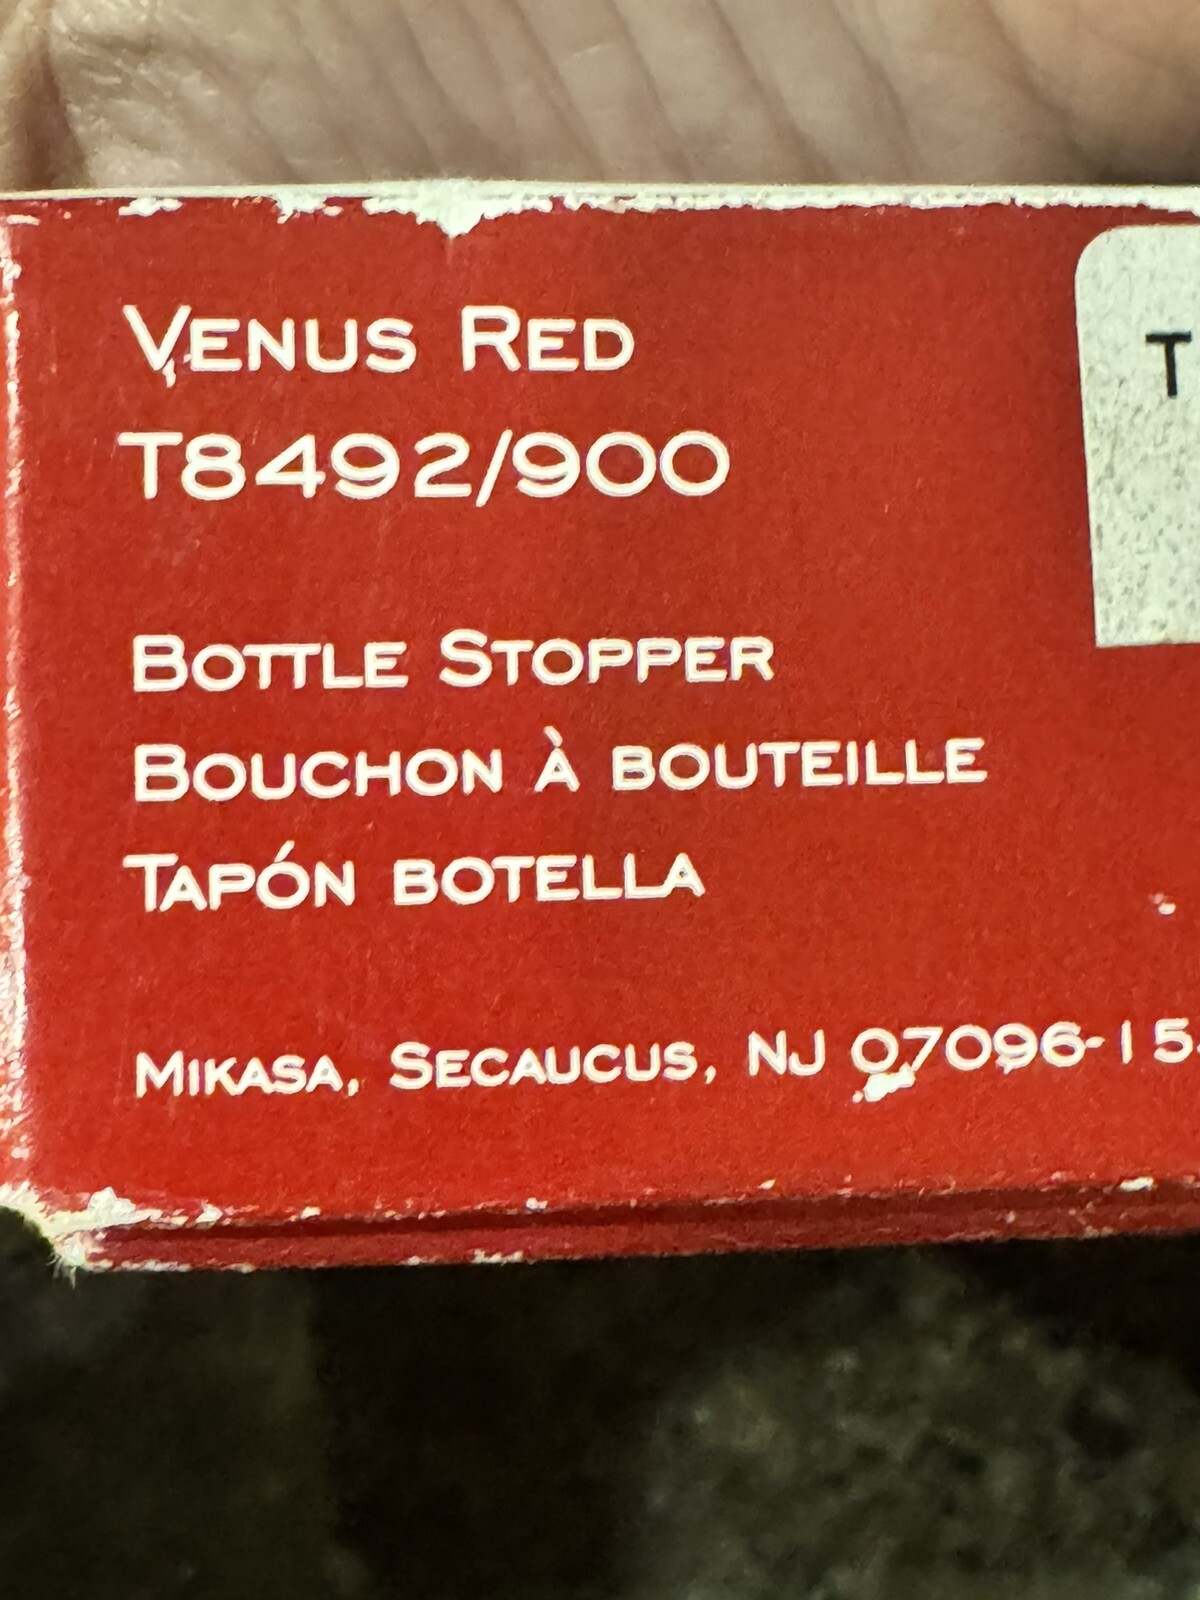 VENUS RED
T
T8492/900
BOTTLE STOPPER
BOUCHON À BOUTEILLE
TAPÓN BOTELLA
MIKASA, SECAUCUS, NJ 07096-15